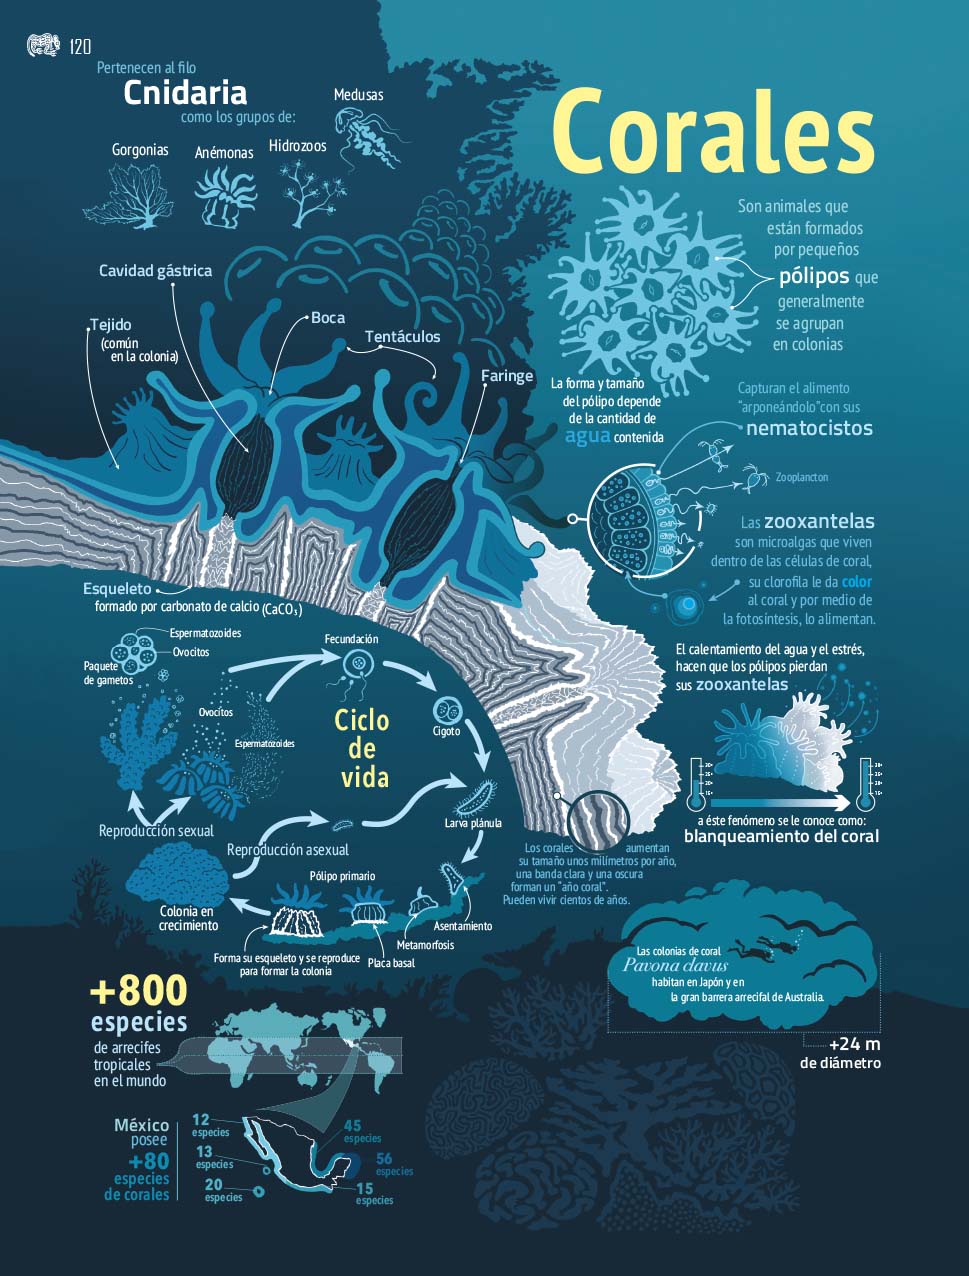 120
Pertenecen al filo
Cnidaria
como los grupos de:
Medusas
Gorgonias
Anémonas
Hidrozoos
Corales
Son animales que
están formados
por pequeños
pólipos que
generalmente
se agrupan
en colonias
Cavidad gástrica
Tejido
(común
en la colonia)
Boca
Tentáculos
Faringe
La forma y tamaño
del pólipo depende
de la cantidad de
agua contenida
Capturan el alimento
"arponeándolo"con sus
nematocistos
Zooplancton
Las zooxantelas
son microalgas que viven
dentro de las células de coral,
su clorofila le da color
al coral y por medio de
la fotosíntesis, lo alimentan.
Esqueleto
formado por carbonato de calcio (CaCO₃)
El calentamiento del agua y el estrés,
hacen que los pólipos pierdan
sus zooxantelas
a éste fenómeno se le conoce como:
blanqueamiento del coral
Ciclo
de
vida
Espermatozoides
Ovocitos
Paquete
de gametos
Ovocitos
Espermatozoides
Fecundación
Cigoto
Larva plánula
Reproducción sexual
Reproducción asexual
Colonia en
crecimiento
Pólipo primario
Forma su esqueleto y se reproduce
para formar la colonia
Placa basal
Metamorfosis
Asentamiento
Los corales aumentan
su tamaño unos milímetros por año,
una banda clara y una oscura
forman un "año coral".
Pueden vivir cientos de años.
Las colonias de coral
Pavona clavus
habitan en Japón y en
la gran barrera arrecifal de Australia.
+24 m
de diámetro
+800
especies
de arrecifes
tropicales
en el mundo
México
posee
+80
especies
de corales
12
especies
13
especies
20
especies
45
especies
56
especies
15
especies